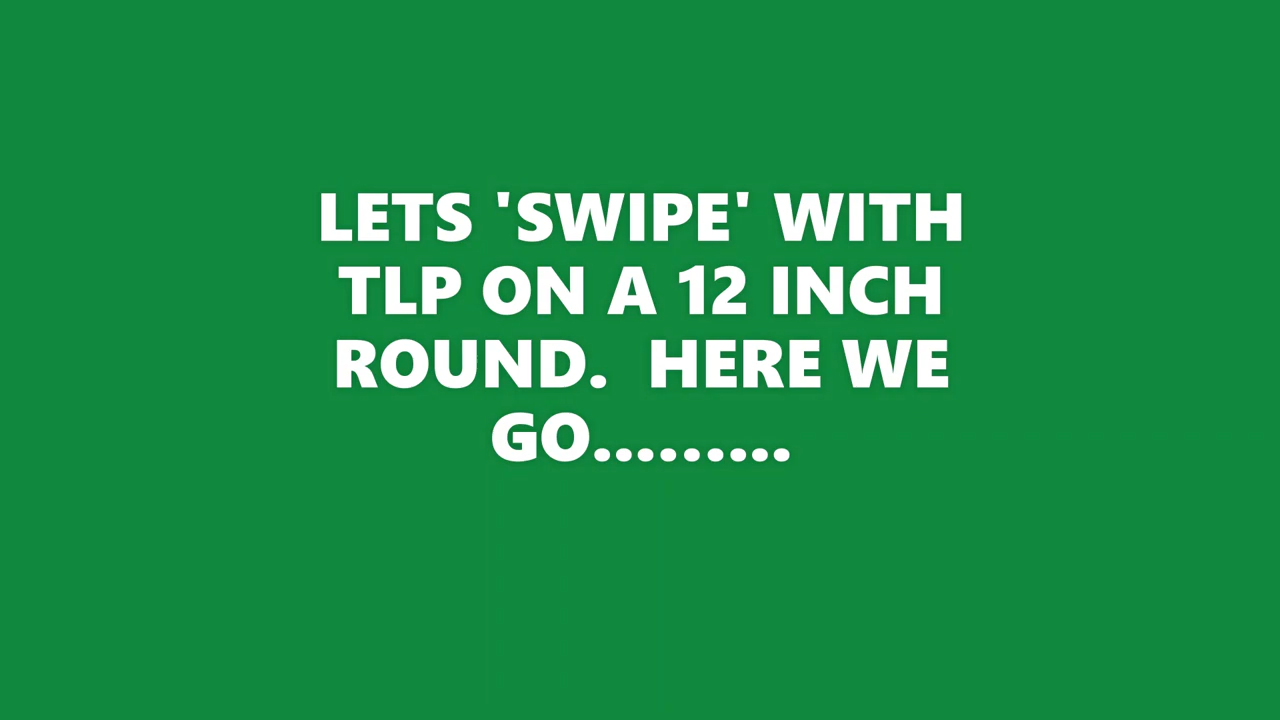 LETS 'SWIPE' WITH
TLP ON A 12 INCH
ROUND.  HERE WE
GO.........